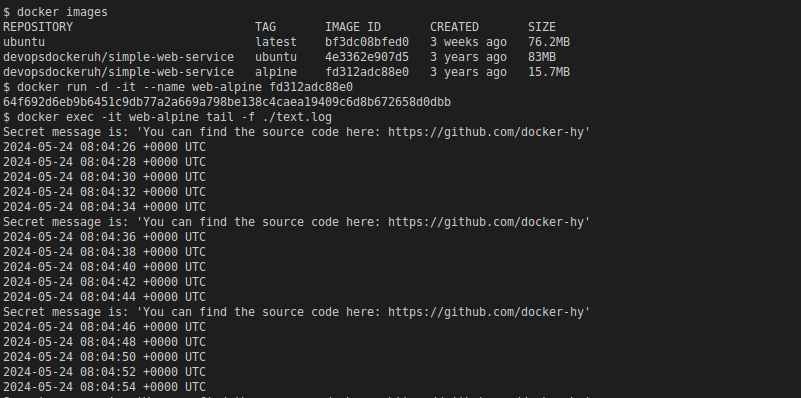 $ docker images
REPOSITORY                          TAG       IMAGE ID       CREATED       SIZE
ubuntu                              latest    bf3dc08bfed0   3 weeks ago   76.2MB
devopsdockeruh/simple-web-service   ubuntu    4e3362e907d5   3 years ago   83MB
devopsdockeruh/simple-web-service   alpine    fd312adc88e0   3 years ago   15.7MB
$ docker run -d -it --name web-alpine fd312adc88e0
64f692d6eb9b6451c9db77a2a669a798be138c4caea19409c6d8b672658d0dbb
$ docker exec -it web-alpine tail -f ./text.log
Secret message is: 'You can find the source code here: https://github.com/docker-hy'
2024-05-24 08:04:26 +0000 UTC
2024-05-24 08:04:28 +0000 UTC
2024-05-24 08:04:30 +0000 UTC
2024-05-24 08:04:32 +0000 UTC
2024-05-24 08:04:34 +0000 UTC
Secret message is: 'You can find the source code here: https://github.com/docker-hy'
2024-05-24 08:04:36 +0000 UTC
2024-05-24 08:04:38 +0000 UTC
2024-05-24 08:04:40 +0000 UTC
2024-05-24 08:04:42 +0000 UTC
2024-05-24 08:04:44 +0000 UTC
Secret message is: 'You can find the source code here: https://github.com/docker-hy'
2024-05-24 08:04:46 +0000 UTC
2024-05-24 08:04:48 +0000 UTC
2024-05-24 08:04:50 +0000 UTC
2024-05-24 08:04:52 +0000 UTC
2024-05-24 08:04:54 +0000 UTC